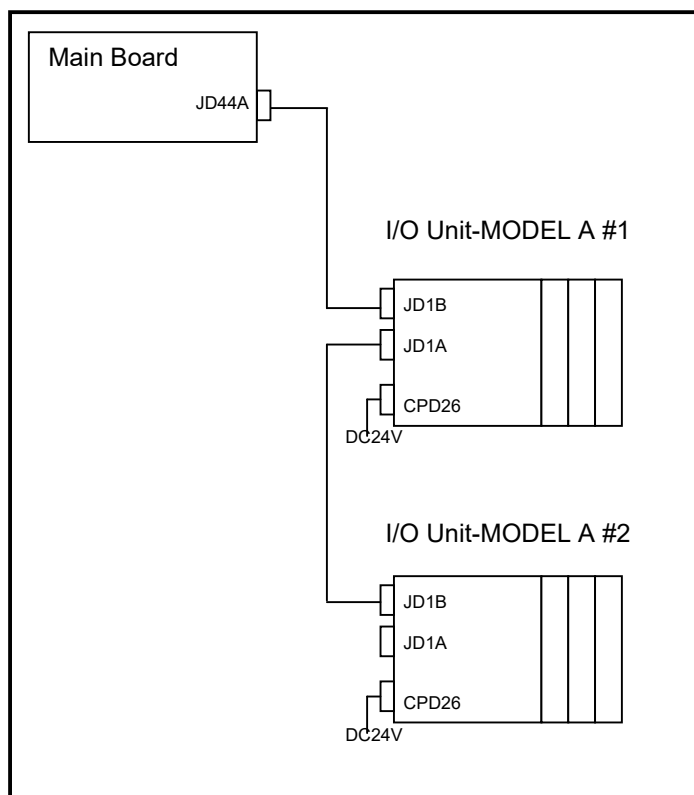 Main Board
JD44A
I/O Unit-MODEL A #1
JD1B
JD1A
CPD26
DC24V
I/O Unit-MODEL A #2
JD1B
JD1A
CPD26
DC24V